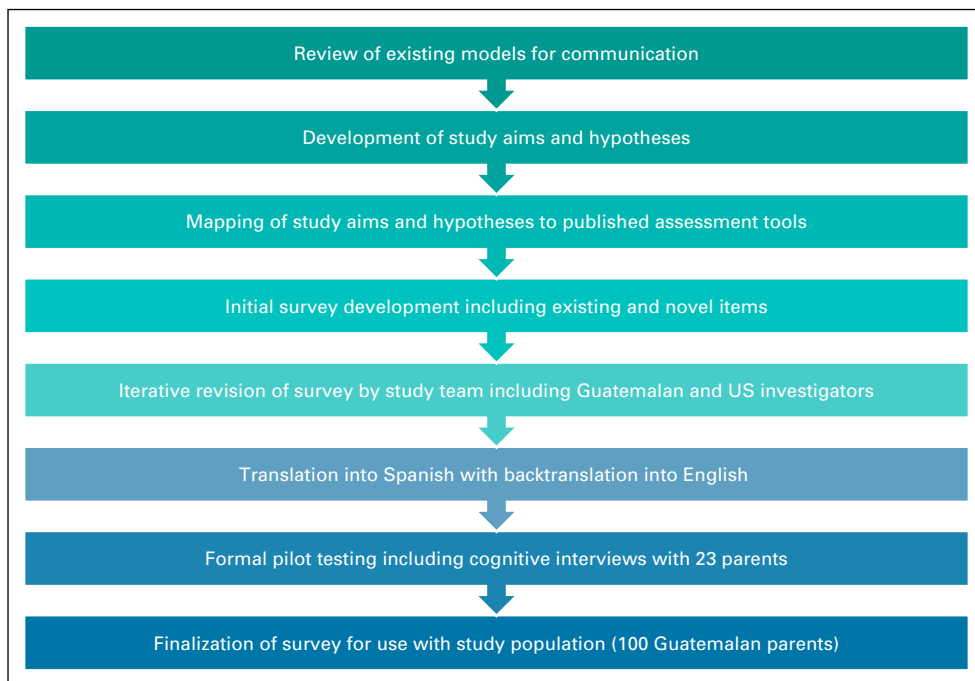 Review of existing models for communication
Development of study aims and hypotheses
Mapping of study aims and hypotheses to published assessment tools
Initial survey development including existing and novel items
Iterative revision of survey by study team including Guatemalan and US investigators
Translation into Spanish with backtranslation into English
Formal pilot testing including cognitive interviews with 23 parents
Finalization of survey for use with study population (100 Guatemalan parents)